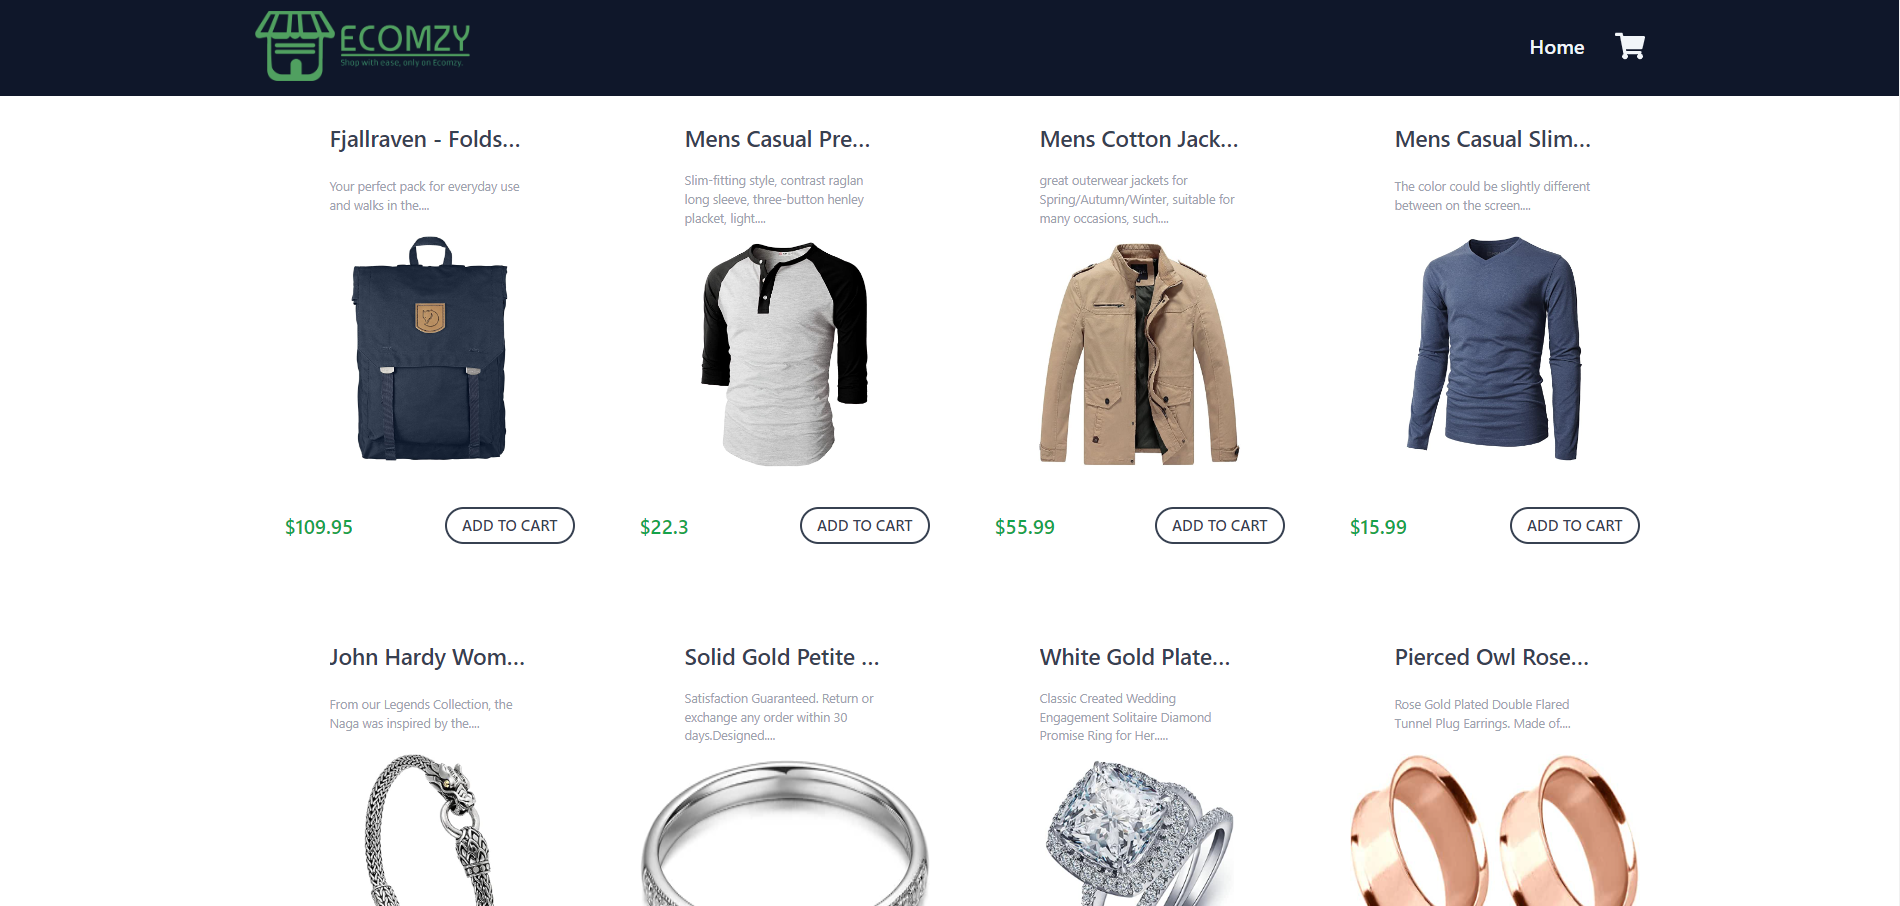 ECOMZY
Shop with ease, only on Ecomzy.
Home
Fjallraven - Folds...
Mens Casual Pre...
Mens Cotton Jack...
Mens Casual Slim...
Your perfect pack for everyday use
and walks in the....
Slim-fitting style, contrast raglan
long sleeve, three-button henley
placket, light....
great outerwear jackets for
Spring/Autumn/Winter, suitable for
many occasions, such....
The color could be slightly different
between on the screen....
$109.95
ADD TO CART
$22.3
ADD TO CART
$55.99
ADD TO CART
$15.99
ADD TO CART
John Hardy Wom...
Solid Gold Petite ...
White Gold Plate...
Pierced Owl Rose...
From our Legends Collection, the
Naga was inspired by the....
Satisfaction Guaranteed. Return or
exchange any order within 30
days.Designed....
Classic Created Wedding
Engagement Solitaire Diamond
Promise Ring for Her.....
Rose Gold Plated Double Flared
Tunnel Plug Earrings. Made of....